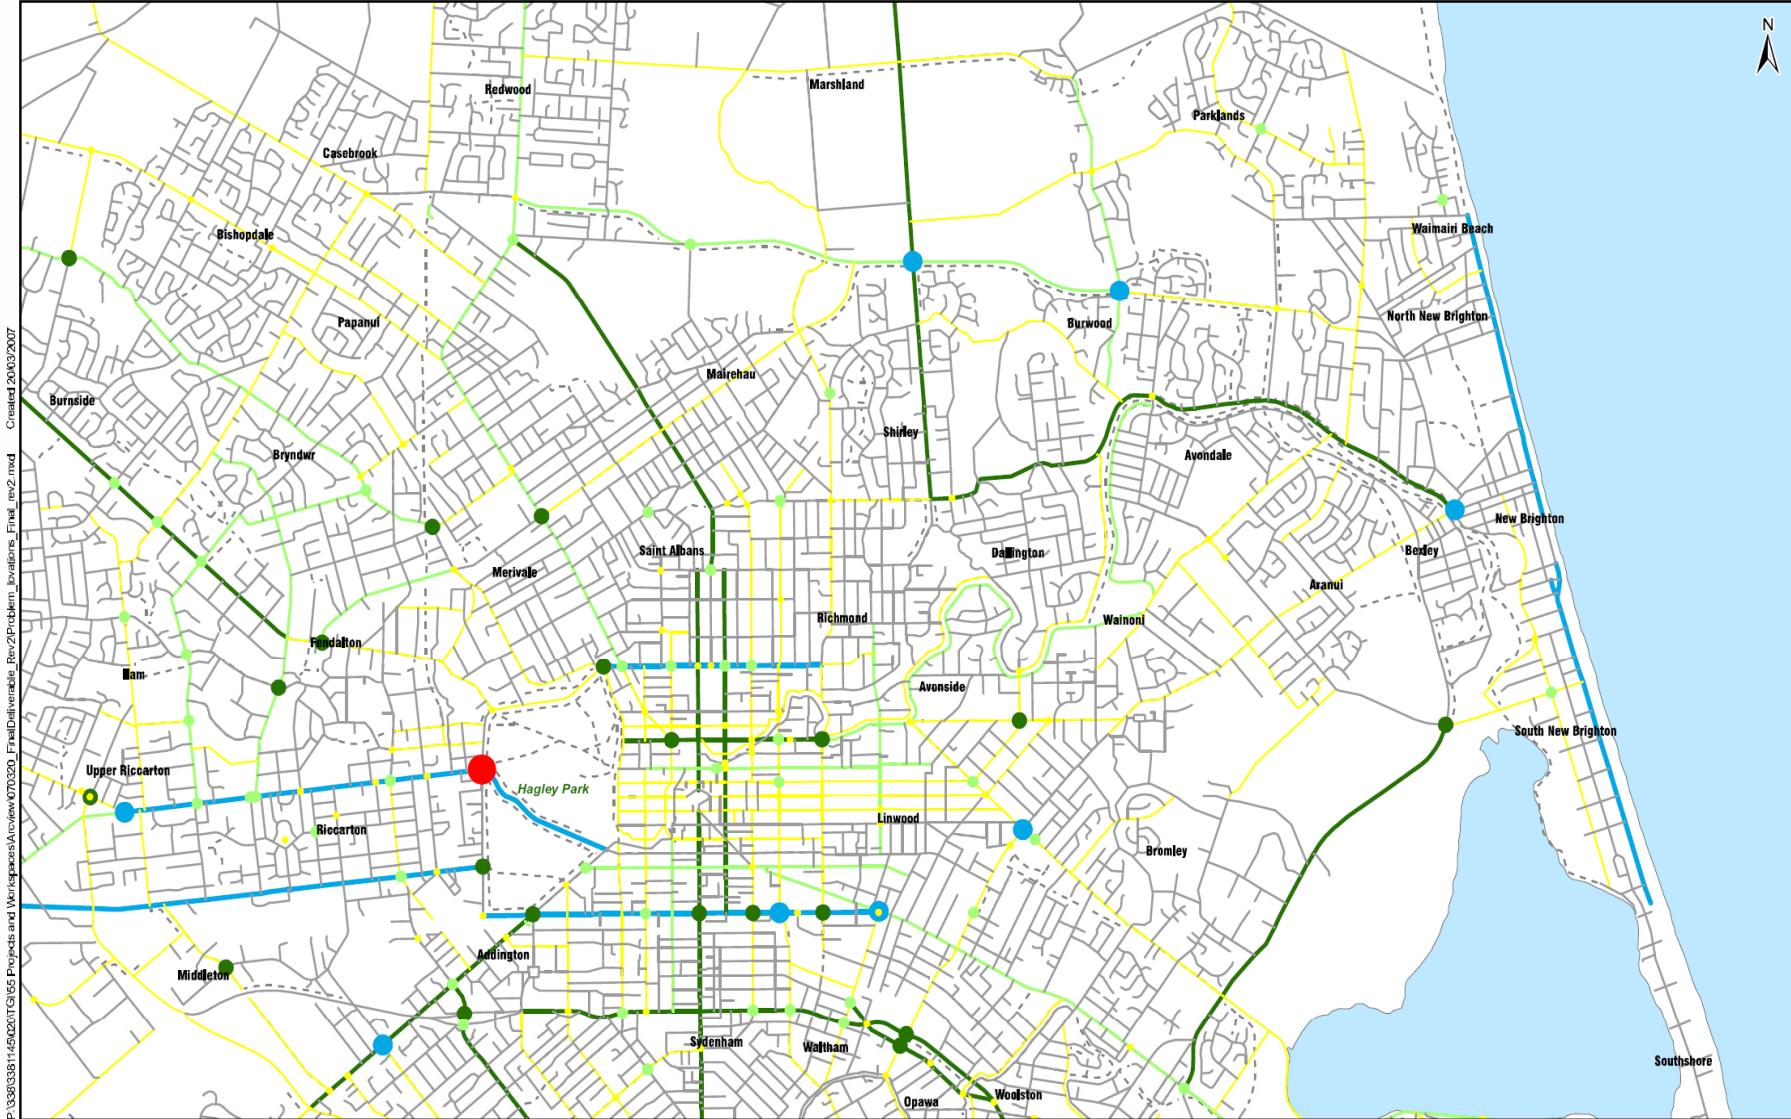 N
Redwood
Marshland
Parklands
Casebrook
Bishopdale
Waimairi Beach
Papanui
Burwood
North New Brighton
Mairehau
Burnside
Shirley
Bryndwr
Avondale
New Brighton
Saint Albans
Bexley
Merivale
Aranui
Richmond
Wainoni
Fendalton
Avonside
South New Brighton
Upper Riccarton
Hagley Park
Linwood
Riccarton
Bromley
Addington
Middleton
Sydenham
Waltham
Southshore
Woolston
Opawa
Created 20/03/2007